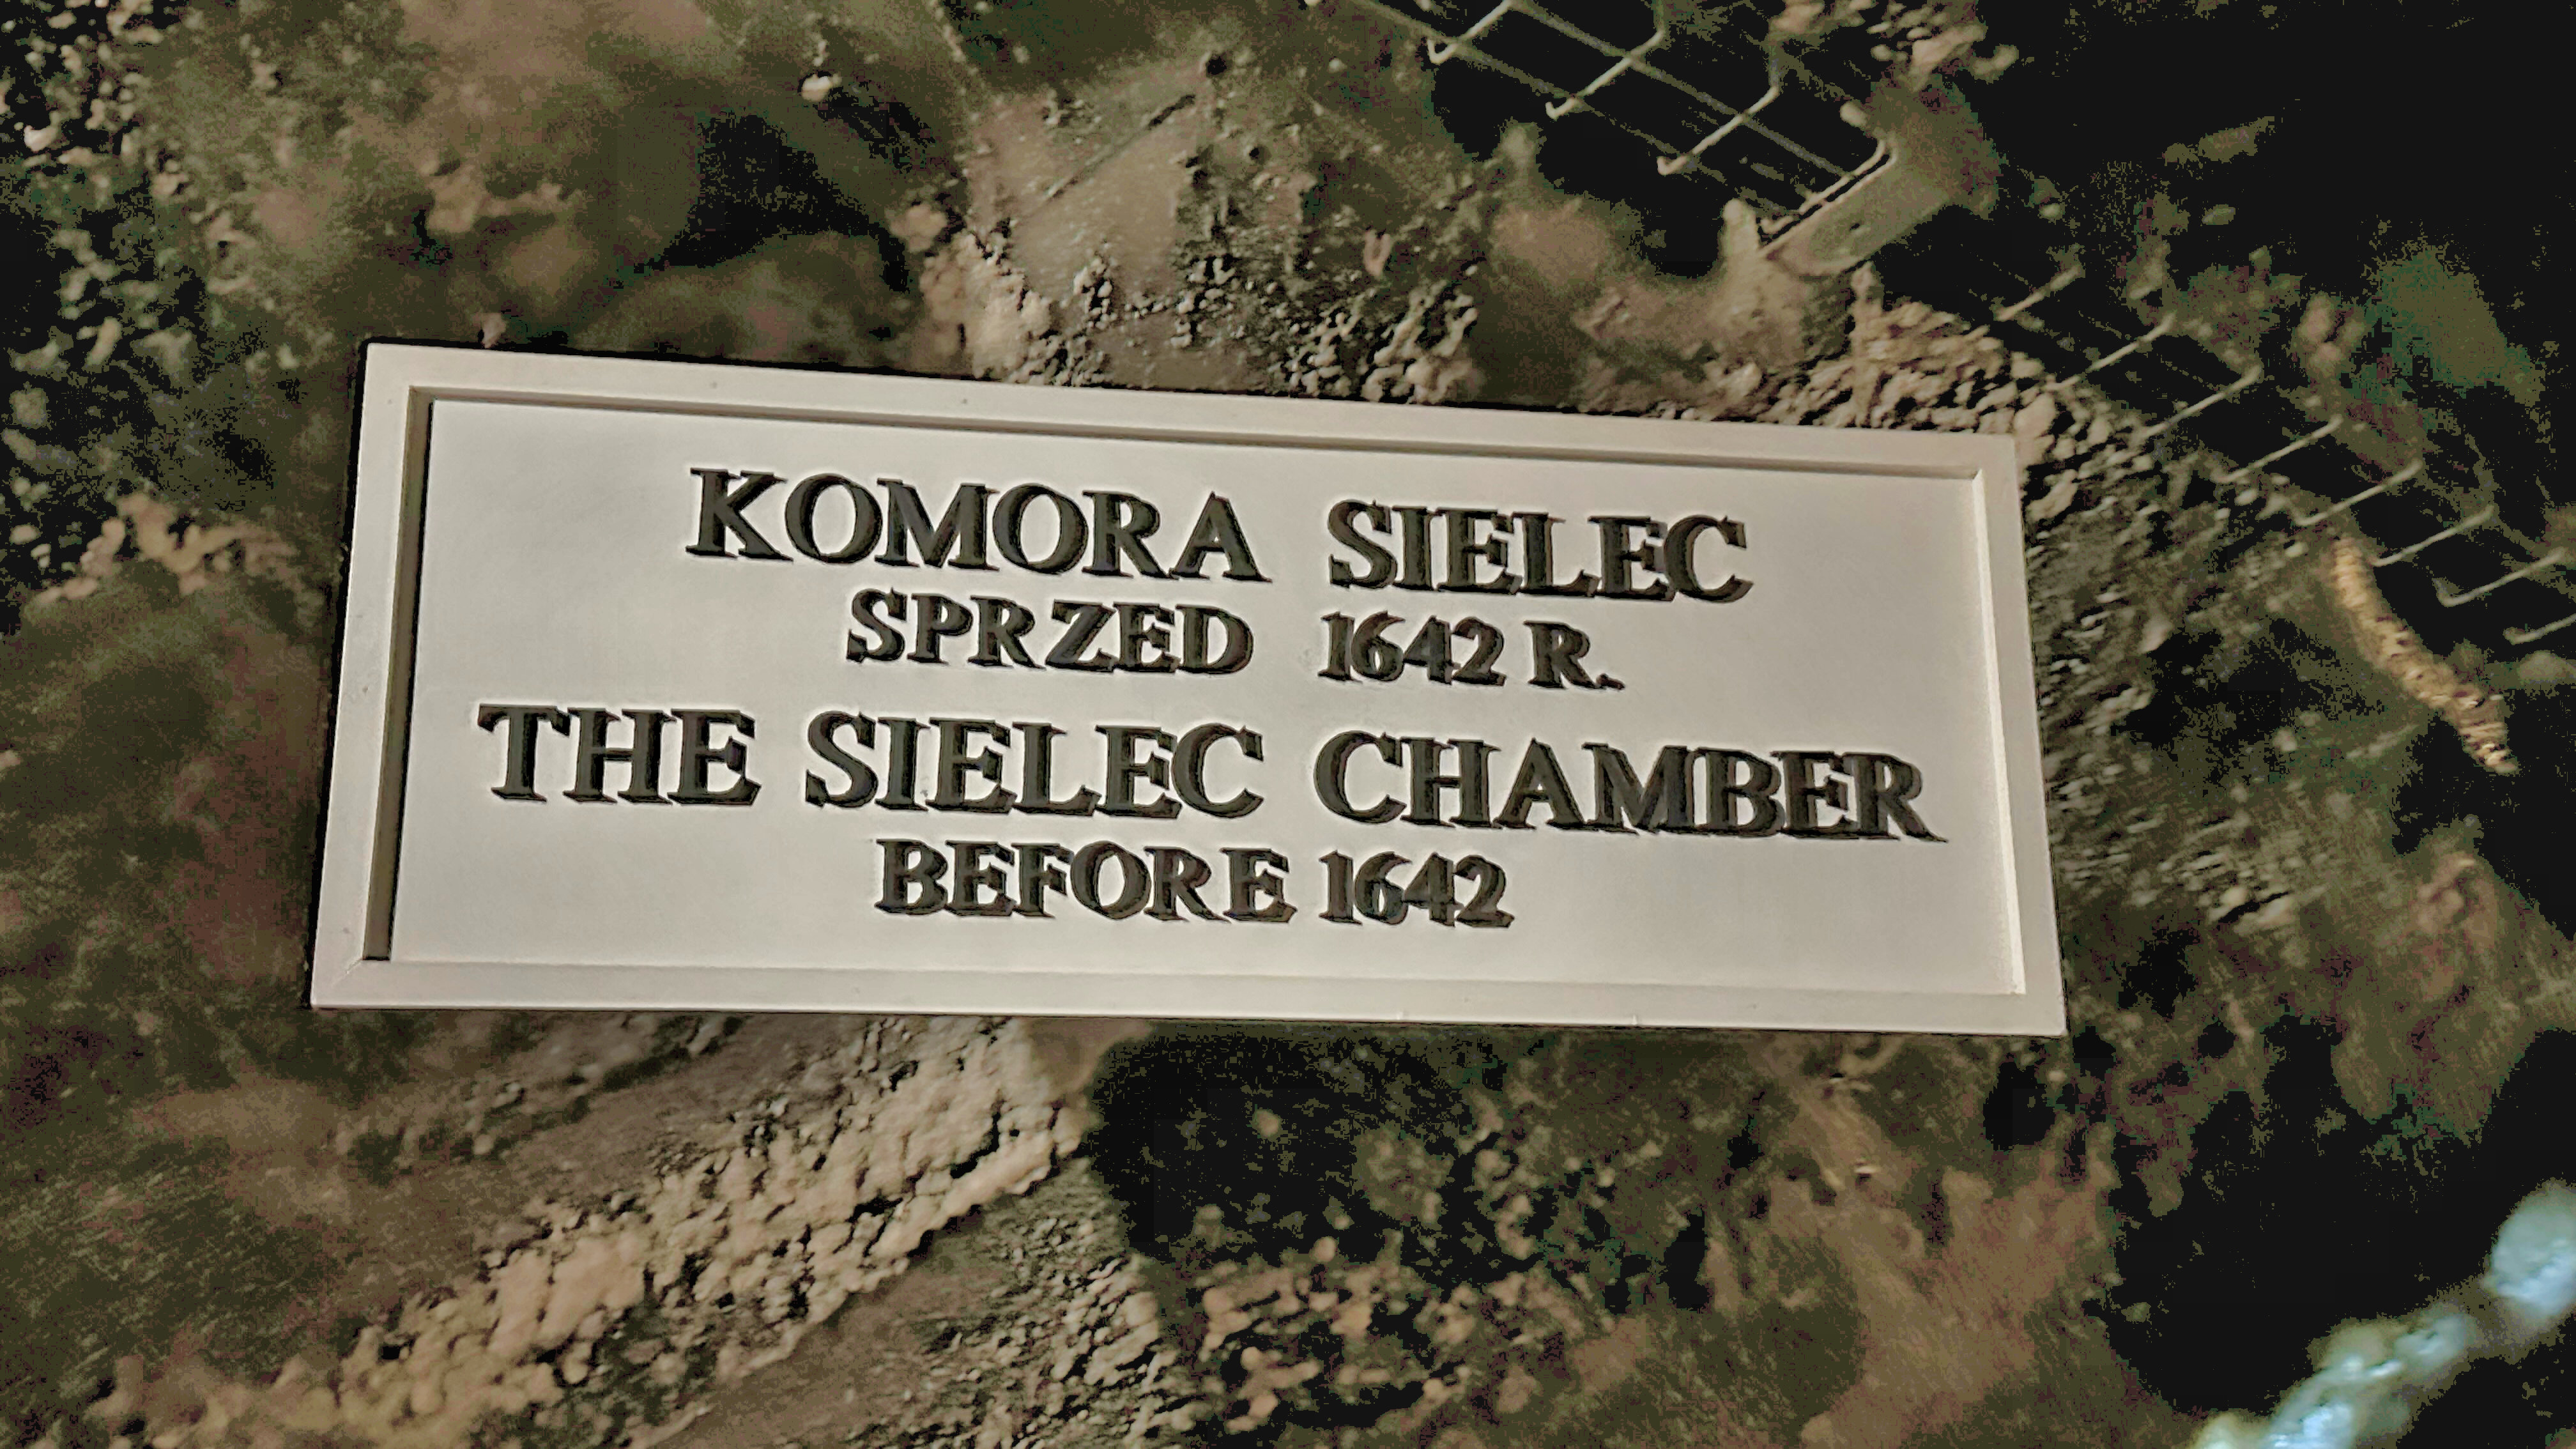 KOMORA SIELEC
SPRZED 1642 R.
THE SIELEC CHAMBER
BEFORE 1642